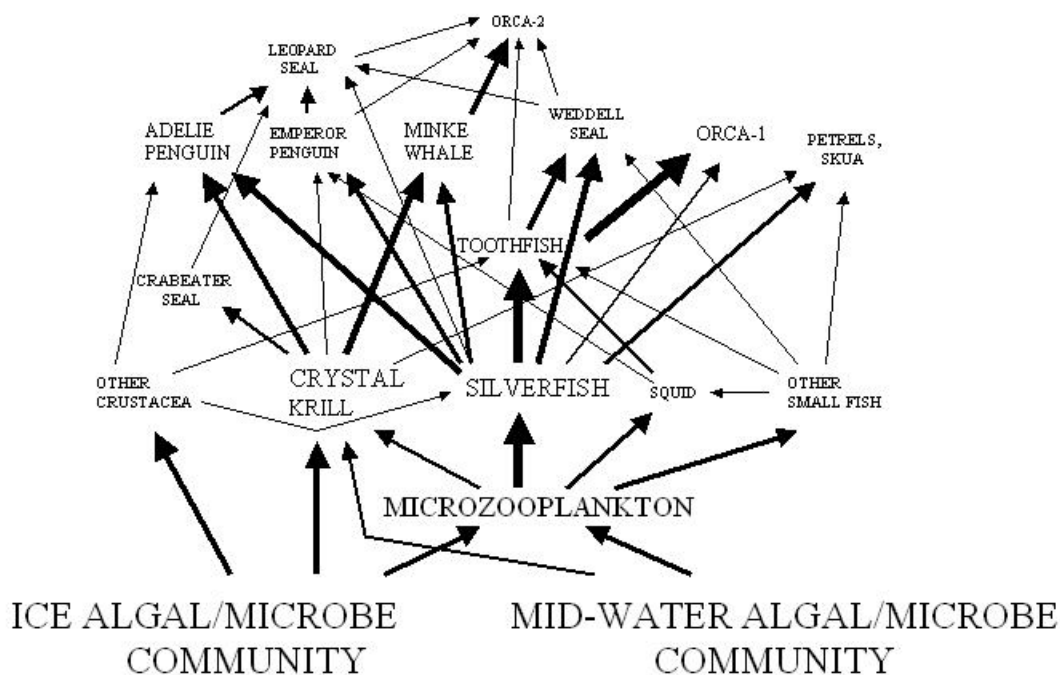 ORCA-2
LEOPARD
SEAL
ADELIE
PENGUIN
EMPEROR
PENGUIN
MINKE
WHALE
WEDDELL
SEAL
ORCA-1
PETRELS,
SKUA
TOOTHFISH
CRABEATER
SEAL
OTHER
CRUSTACEA
CRYSTAL
KRILL
SILVERFISH
SQUID
OTHER
SMALL FISH
MICROZOOPLANKTON
ICE ALGAL/MICROBE
COMMUNITY
MID-WATER ALGAL/MICROBE
COMMUNITY